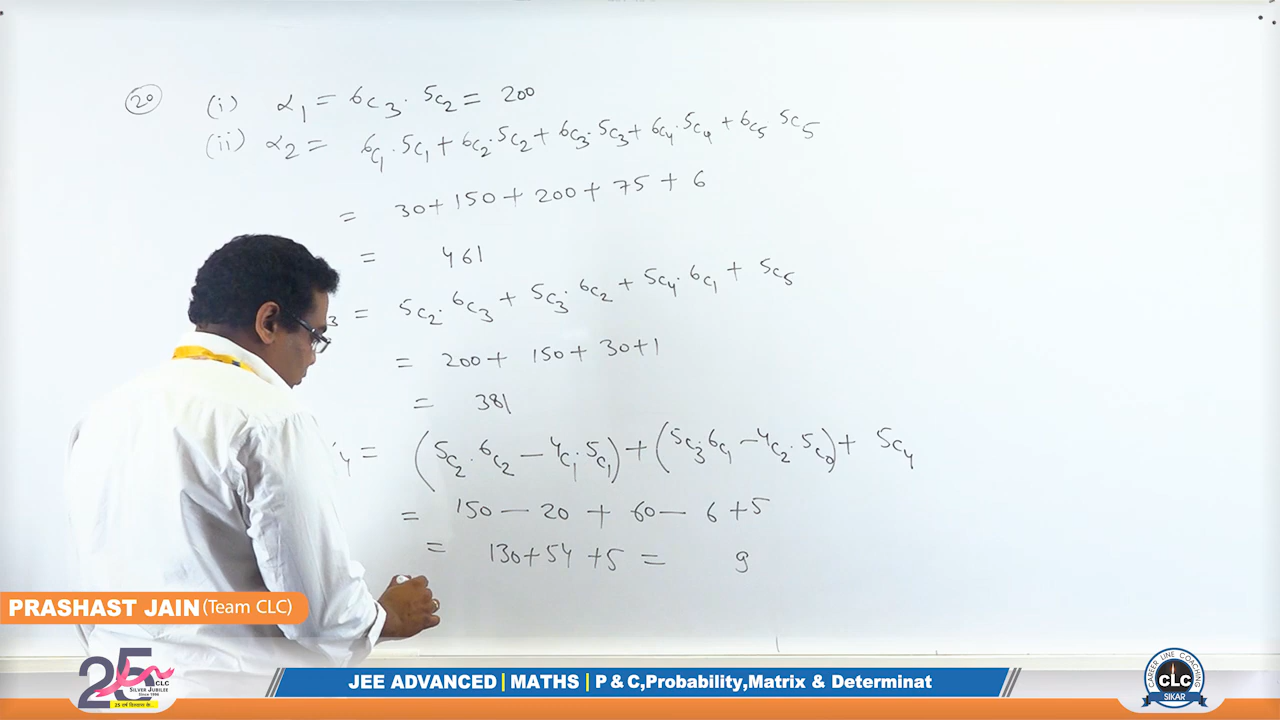 20 (i) α₁ = 6C₃ · 5C₂ = 200
(ii) α₂ = 6C₁ · 5C₁ + 6C₂ · 5C₂ + 6C₃ · 5C₃ + 6C₄ · 5C₄ + 6C₅ 5C₅
= 30 + 150 + 200 + 75 + 6
= 461
3 = 5C₂ · 6C₃ + 5C₃ · 6C₂ + 5C₄ · 6C₁ + 5C₅
= 200 + 150 + 30 + 1
= 381
4 = (5C₂ · 6C₂ – 4C₁ · 5C₁) + (5C₃ · 6C₁ – 4C₂ · 5C₀) + 5C₄
= 150 – 20 + 60 – 6 + 5
= 130 + 54 + 5 = 9
PRASHAST JAIN (Team CLC)
25 CLC
SILVER JUBILEE
Since 1996
JEE ADVANCED | MATHS | P & C,Probability,Matrix & Determinat
CAREER LINE COACHING
CLC
SIKAR